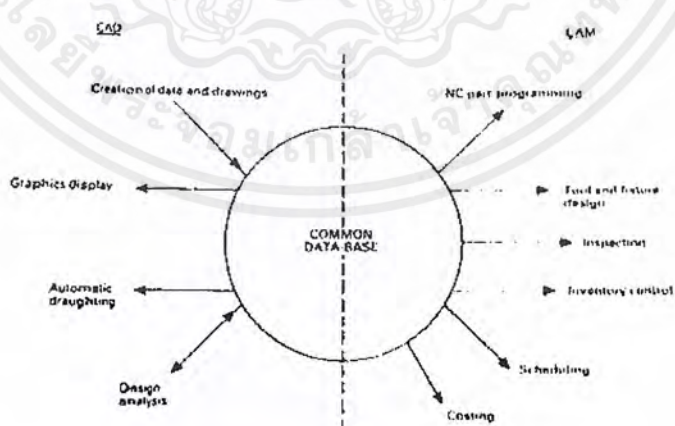 CAD
CAM
Creation of data and drawings
NC part programming
Graphics display
Tool and fixture
design
COMMON
DATA-BASE
Inspection
Automatic
draughting
Inventory control
Scheduling
Design
analysis
Costing